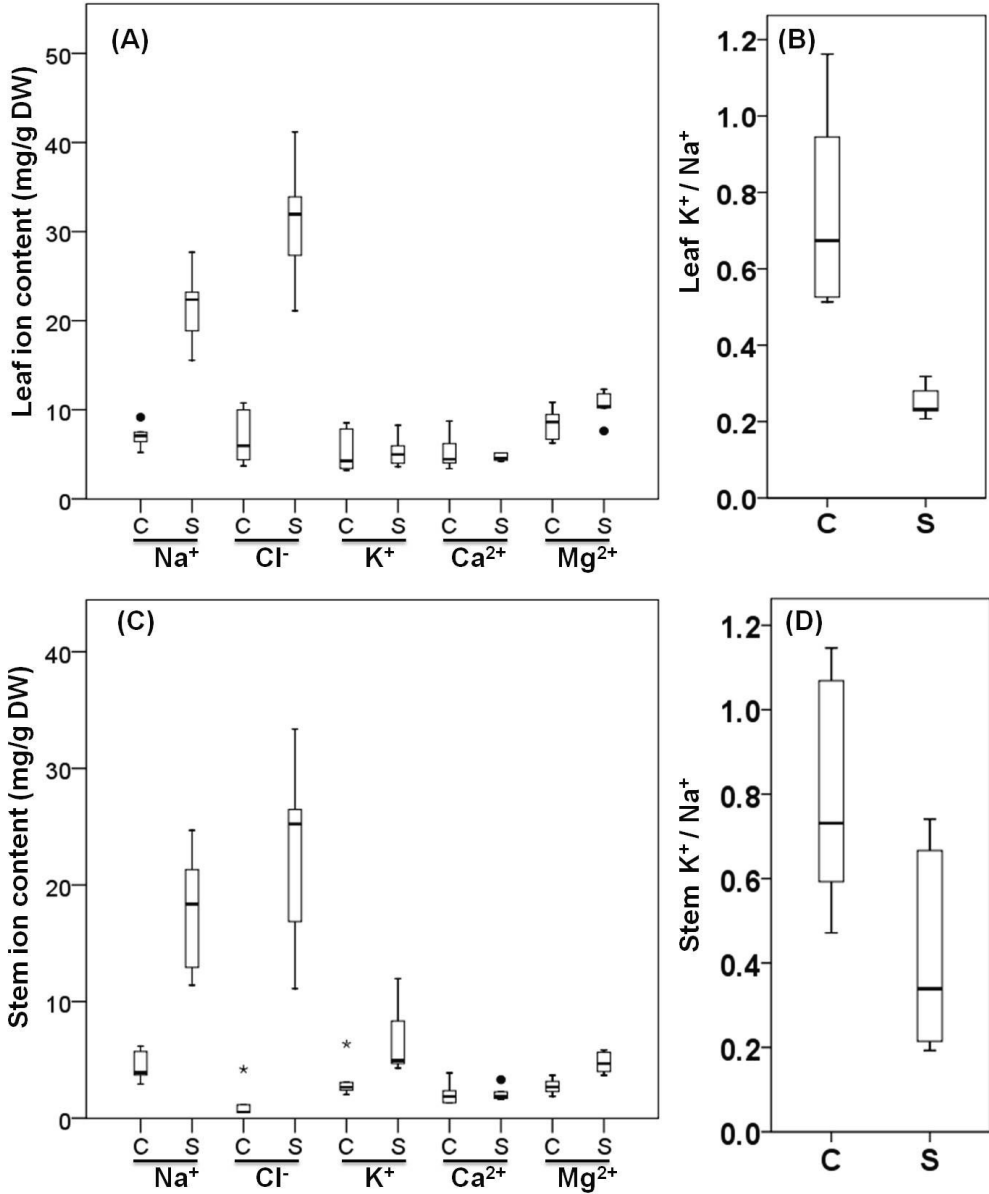 (A)
Leaf ion content (mg/g DW)
50
40
30
20
10
0
C S C S C S C S C S
Na⁺ Cl⁻ K⁺ Ca²⁺ Mg²⁺
(B)
Leaf K⁺ / Na⁺
1.2
1.0
0.8
0.6
0.4
0.2
0.0
C S
(C)
Stem ion content (mg/g DW)
40
30
20
10
0
C S C S C S C S C S
Na⁺ Cl⁻ K⁺ Ca²⁺ Mg²⁺
(D)
Stem K⁺ / Na⁺
1.2
1.0
0.8
0.6
0.4
0.2
0.0
C S